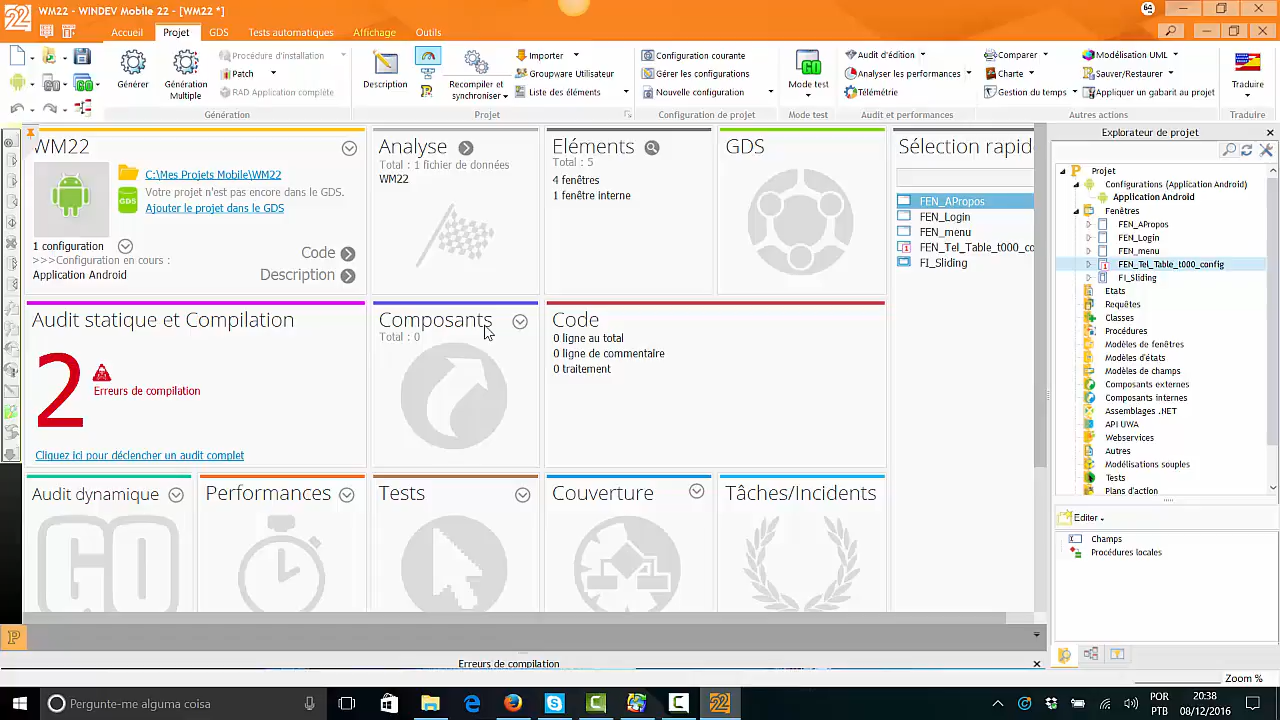 WM22 - WINDEV Mobile 22 - [WM22 *]
64
Accueil
Projet
GDS
Tests automatiques
Affichage
Outils
Générer
Génération
Multiple
Procédure d'installation
Patch
RAD Application complète
Génération
Description
Recompiler et
synchroniser
Importer
Groupware Utilisateur
Liste des éléments
Projet
Configuration courante
Gérer les configurations
Nouvelle configuration
Configuration de projet
GO
Mode test
Mode test
Audit d'édition
Analyser les performances
Télémétrie
Audit et performances
Comparer
Charte
Gestion du temps
Modélisation UML
Sauver/Restaurer
Appliquer un gabarit au projet
Autres actions
Traduire
Traduire
WM22
C:\Mes Projets Mobile\WM22
Votre projet n'est pas encore dans le GDS.
GDS
Ajouter le projet dans le GDS
1 configuration
>>>Configuration en cours :
Application Android
Code
Description
Analyse
Total : 1 fichier de données
WM22
Eléments
Total : 5
4 fenêtres
1 fenêtre interne
GDS
Sélection rapid
FEN_APropos
FEN_Login
FEN_menu
FEN_Tel_Table_t000_co
FI_Sliding
Audit statique et Compilation
2
Erreurs de compilation
Cliquez ici pour déclencher un audit complet
Composants
Total : 0
Code
0 ligne au total
0 ligne de commentaire
0 traitement
Audit dynamique
GO
Performances
Tests
Couverture
Tâches/Incidents
Explorateur de projet
Projet
Configurations (Application Android)
Application Android
Fenêtres
FEN_APropos
FEN_Login
FEN_menu
FEN_Tel_Table_t000_config
FI_Sliding
Etats
Requêtes
Classes
Procédures
Modèles de fenêtres
Modèles d'états
Modèles de champs
Composants externes
Composants internes
Assemblages .NET
API UWA
Webservices
Autres
Modélisations souples
Tests
Plans d'action
Editer
Champs
Procédures locales
Erreurs de compilation
Zoom %
Pergunte-me alguma coisa
22
POR
PTB
20:38
08/12/2016